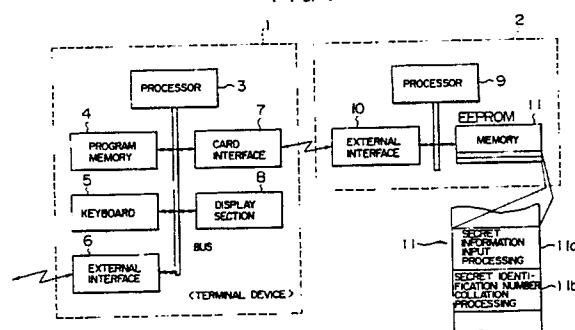 1
2
PROCESSOR
3
PROCESSOR
9
4
PROGRAM
MEMORY
7
CARD
INTERFACE
10
EXTERNAL
INTERFACE
EEPROM
11
MEMORY
5
KEYBOARD
8
DISPLAY
SECTION
BUS
6
EXTERNAL
INTERFACE
<TERMINAL DEVICE>
11
SECRET
INFORMATION
INPUT
PROCESSING
11a
SECRET IDENTI-
FICATION NUMBER
COLLATION
PROCESSING
11b